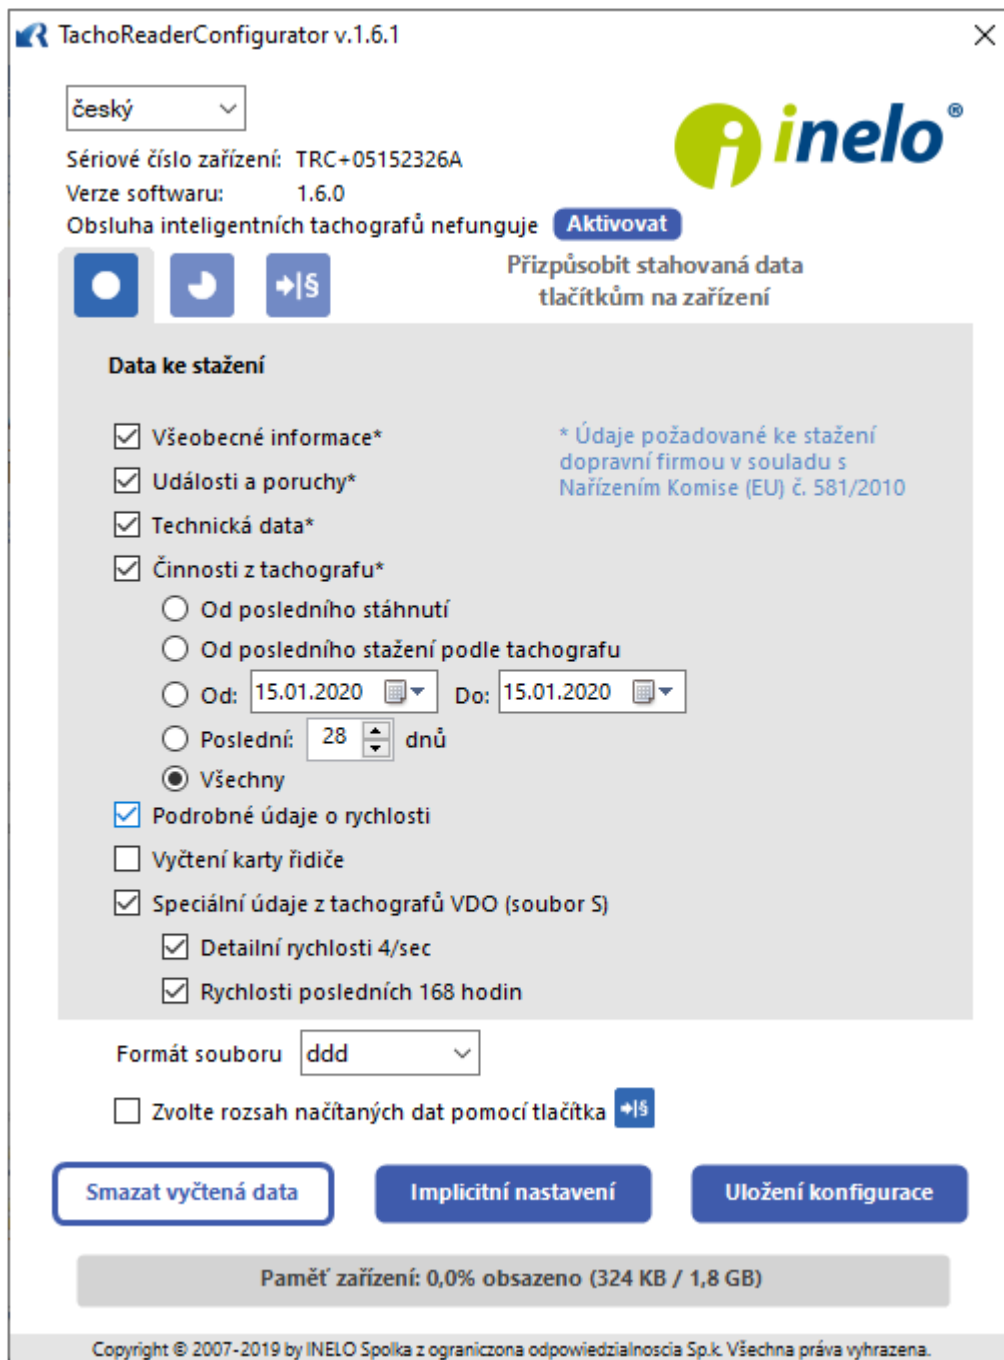 TachoReaderConfigurator v.1.6.1
český
inelo®
Sériové číslo zařízení: TRC+05152326A
Verze softwaru: 1.6.0
Obsluha inteligentních tachografů nefunguje Aktivovat
Přizpůsobit stahovaná data
tlačítkům na zařízení
Data ke stažení
Všeobecné informace*
* Údaje požadované ke stažení
dopravní firmou v souladu s
Nařízením Komise (EU) č. 581/2010
Události a poruchy*
Technická data*
Činnosti z tachografu*
Od posledního stáhnutí
Od posledního stažení podle tachografu
Od: 15.01.2020 Do: 15.01.2020
Poslední: 28 dnů
Všechny
Podrobné údaje o rychlosti
Vyčtení karty řidiče
Speciální údaje z tachografů VDO (soubor S)
Detailní rychlosti 4/sec
Rychlosti posledních 168 hodin
Formát souboru ddd
Zvolte rozsah načítaných dat pomocí tlačítka
Smazat vyčtená data Implicitní nastavení Uložení konfigurace
Paměť zařízení: 0,0% obsazeno (324 KB / 1,8 GB)
Copyright © 2007-2019 by INELO Spolka z ograniczona odpowiedzialnoscia Sp.k. Všechna práva vyhrazena.